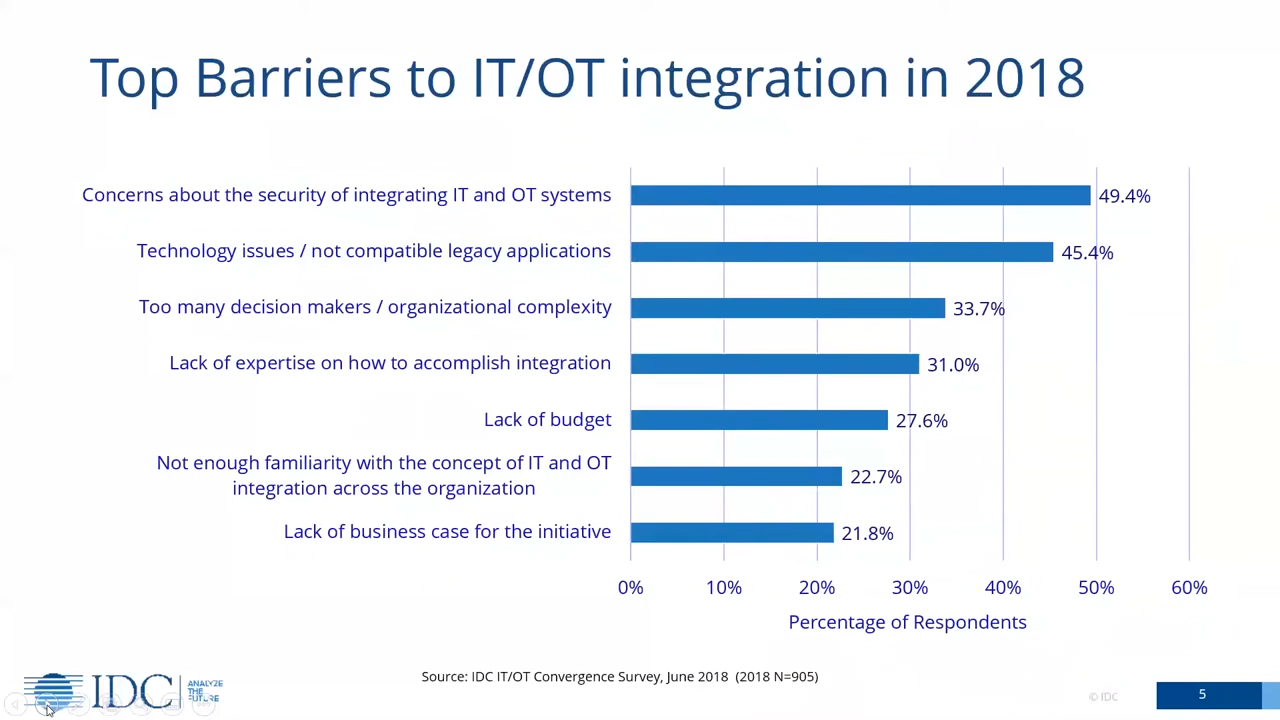 Top Barriers to IT/OT integration in 2018
Concerns about the security of integrating IT and OT systems
49.4%
Technology issues / not compatible legacy applications
45.4%
Too many decision makers / organizational complexity
33.7%
Lack of expertise on how to accomplish integration
31.0%
Lack of budget
27.6%
Not enough familiarity with the concept of IT and OT
integration across the organization
22.7%
Lack of business case for the initiative
21.8%
0% 10% 20% 30% 40% 50% 60%
Percentage of Respondents
Source: IDC IT/OT Convergence Survey, June 2018 (2018 N=905)
IDC
ANALYZE
THE
FUTURE
© IDC
5